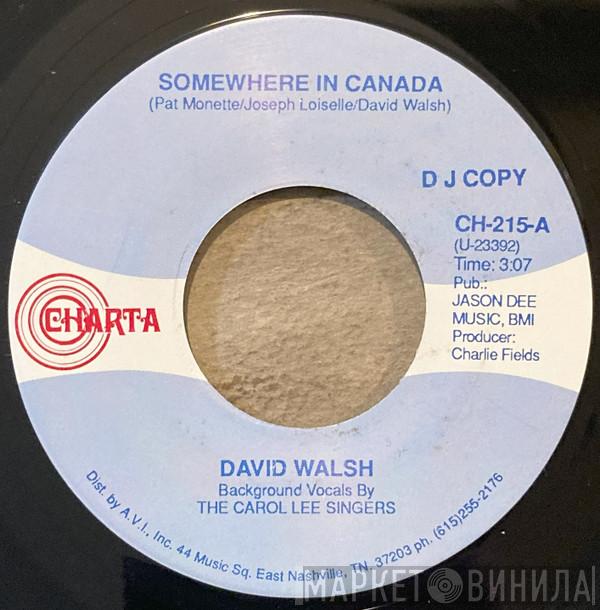 SOMEWHERE IN CANADA
(Pat Monette/Joseph Loiselle/David Walsh)
D J COPY
CH-215-A
(U-23392)
Time: 3:07
Pub.:
JASON DEE
MUSIC, BMI
Producer:
Charlie Fields
CHARTA
DAVID WALSH
Background Vocals By
THE CAROL LEE SINGERS
Dist. by A.V.I., Inc. 44 Music Sq. East Nashville, TN. 37203 ph. (615)255-2176
МАРКЕТ ВИНИЛА